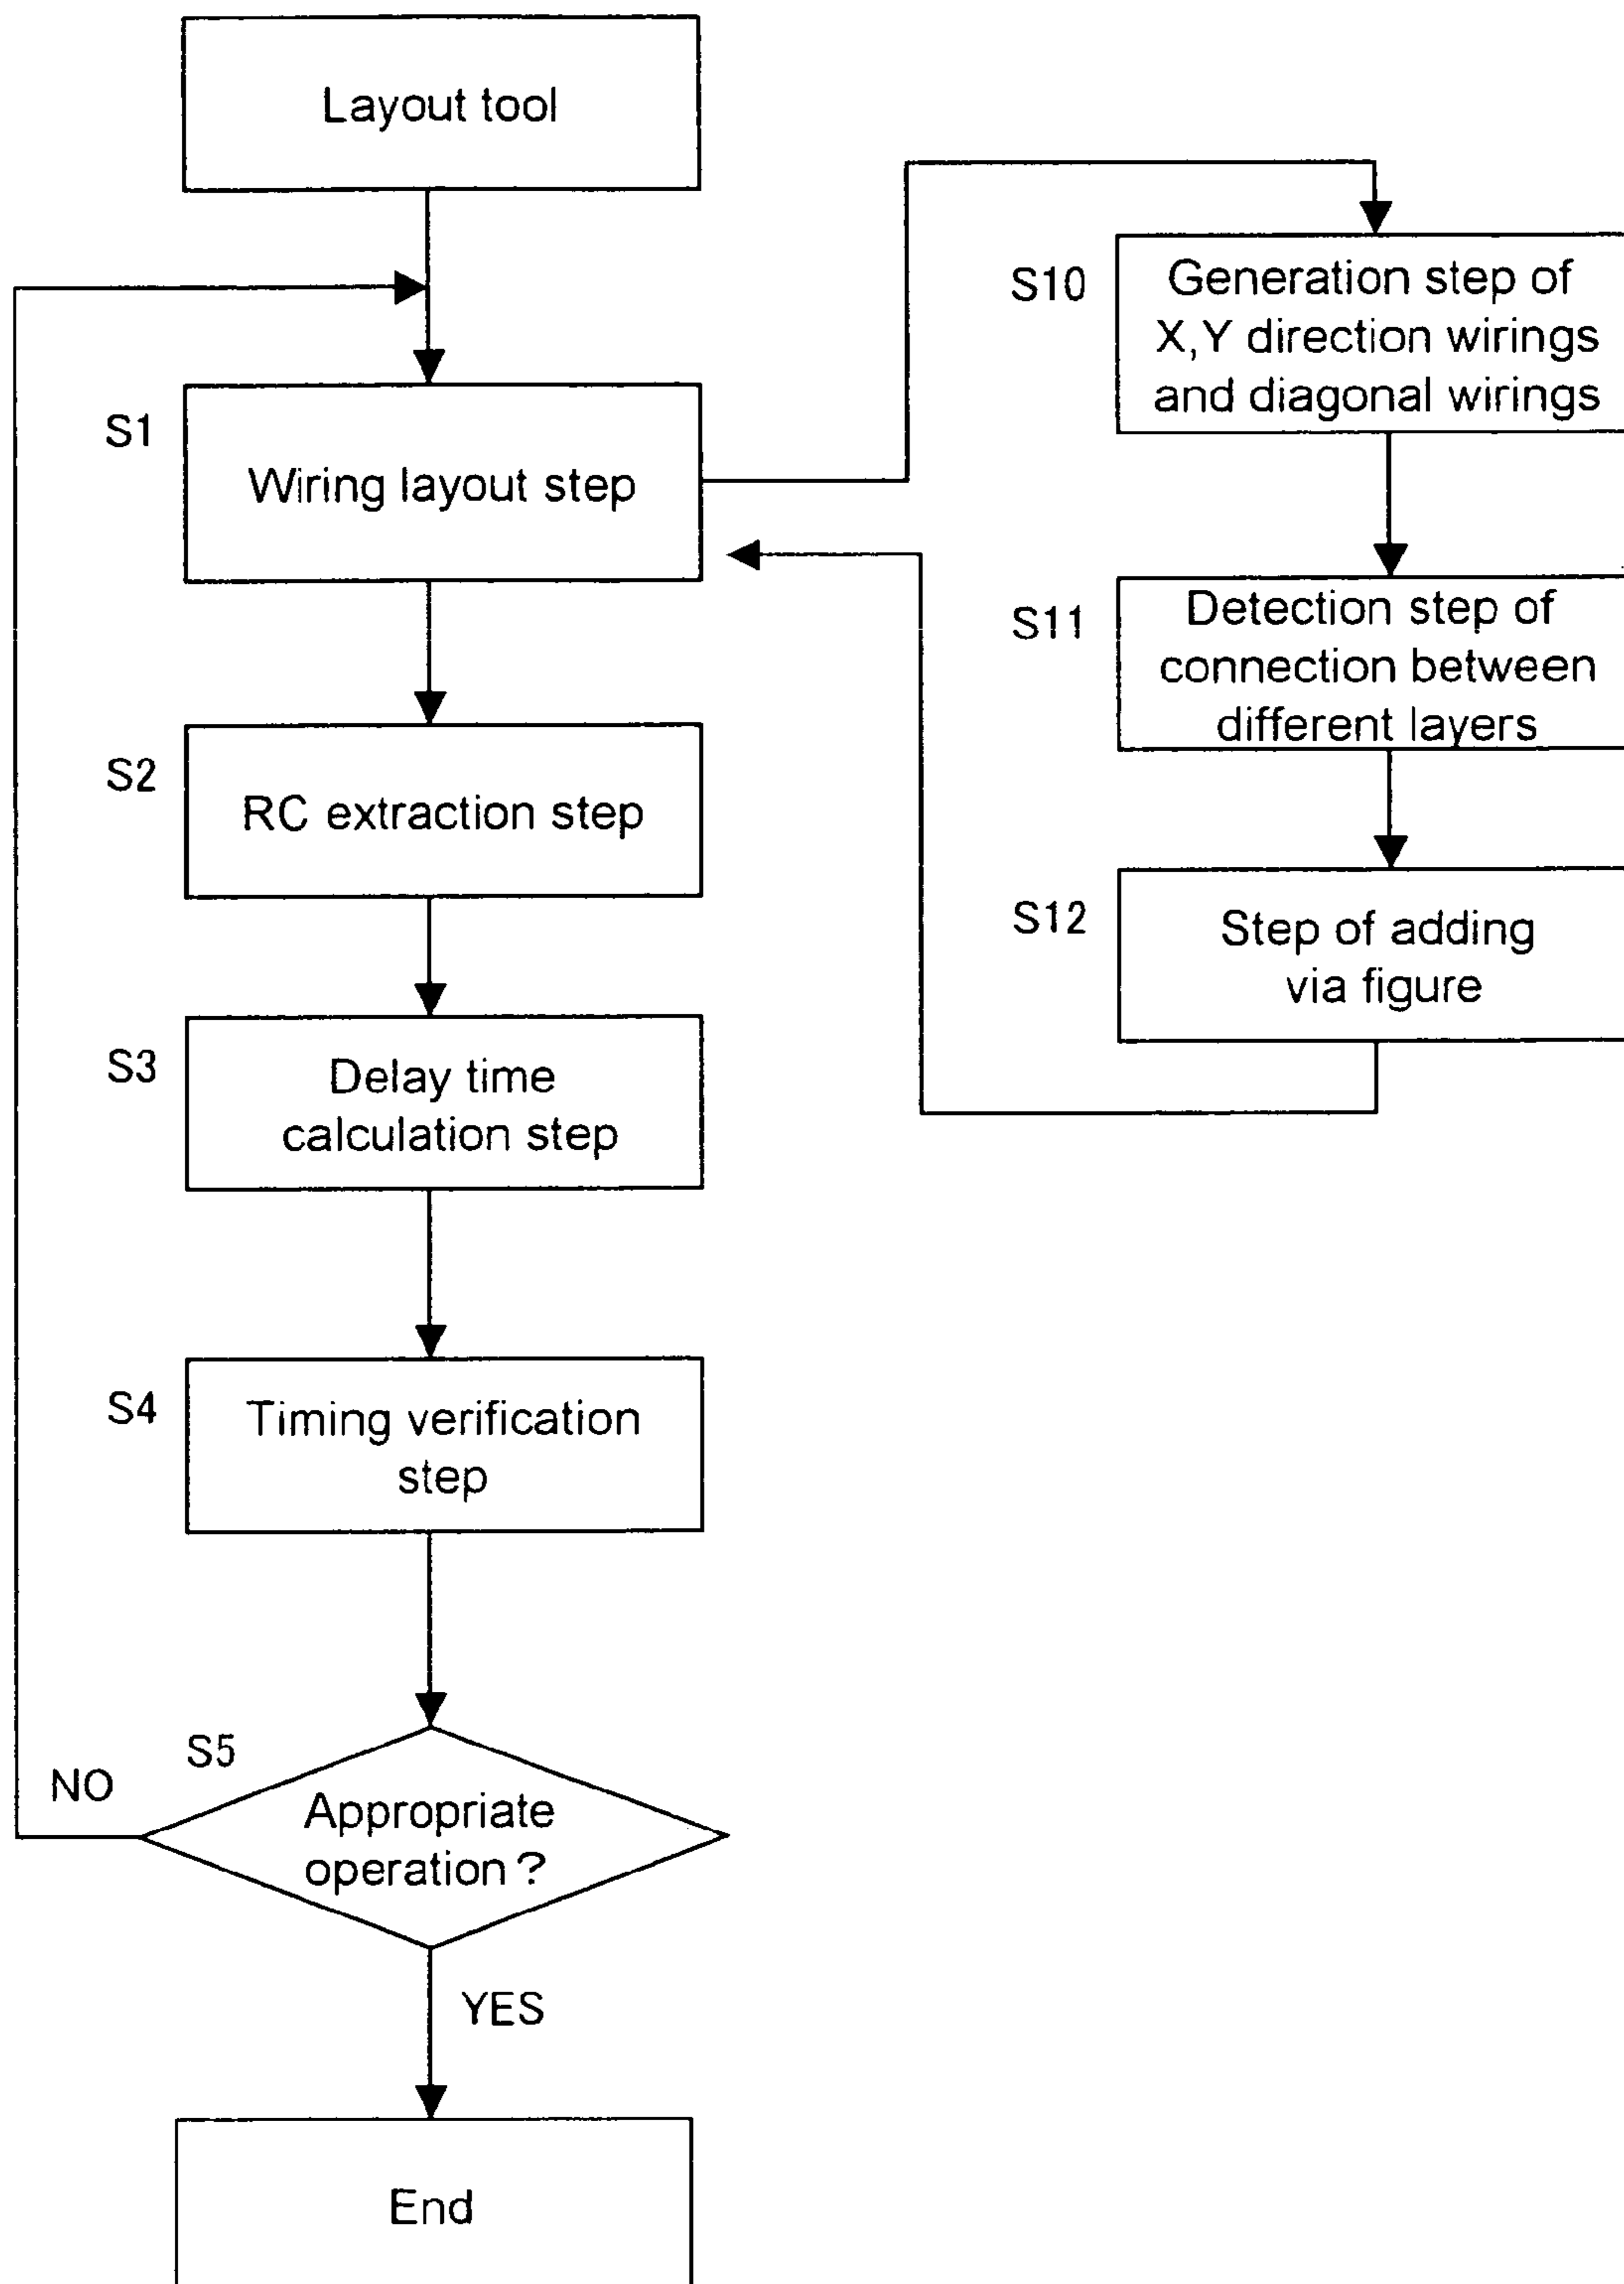 Layout tool
S1
Wiring layout step
S2
RC extraction step
S3
Delay time
calculation step
S4
Timing verification
step
S5
NO
Appropriate
operation?
YES
End
S10
Generation step of
X,Y direction wirings
and diagonal wirings
S11
Detection step of
connection between
different layers
S12
Step of adding
via figure